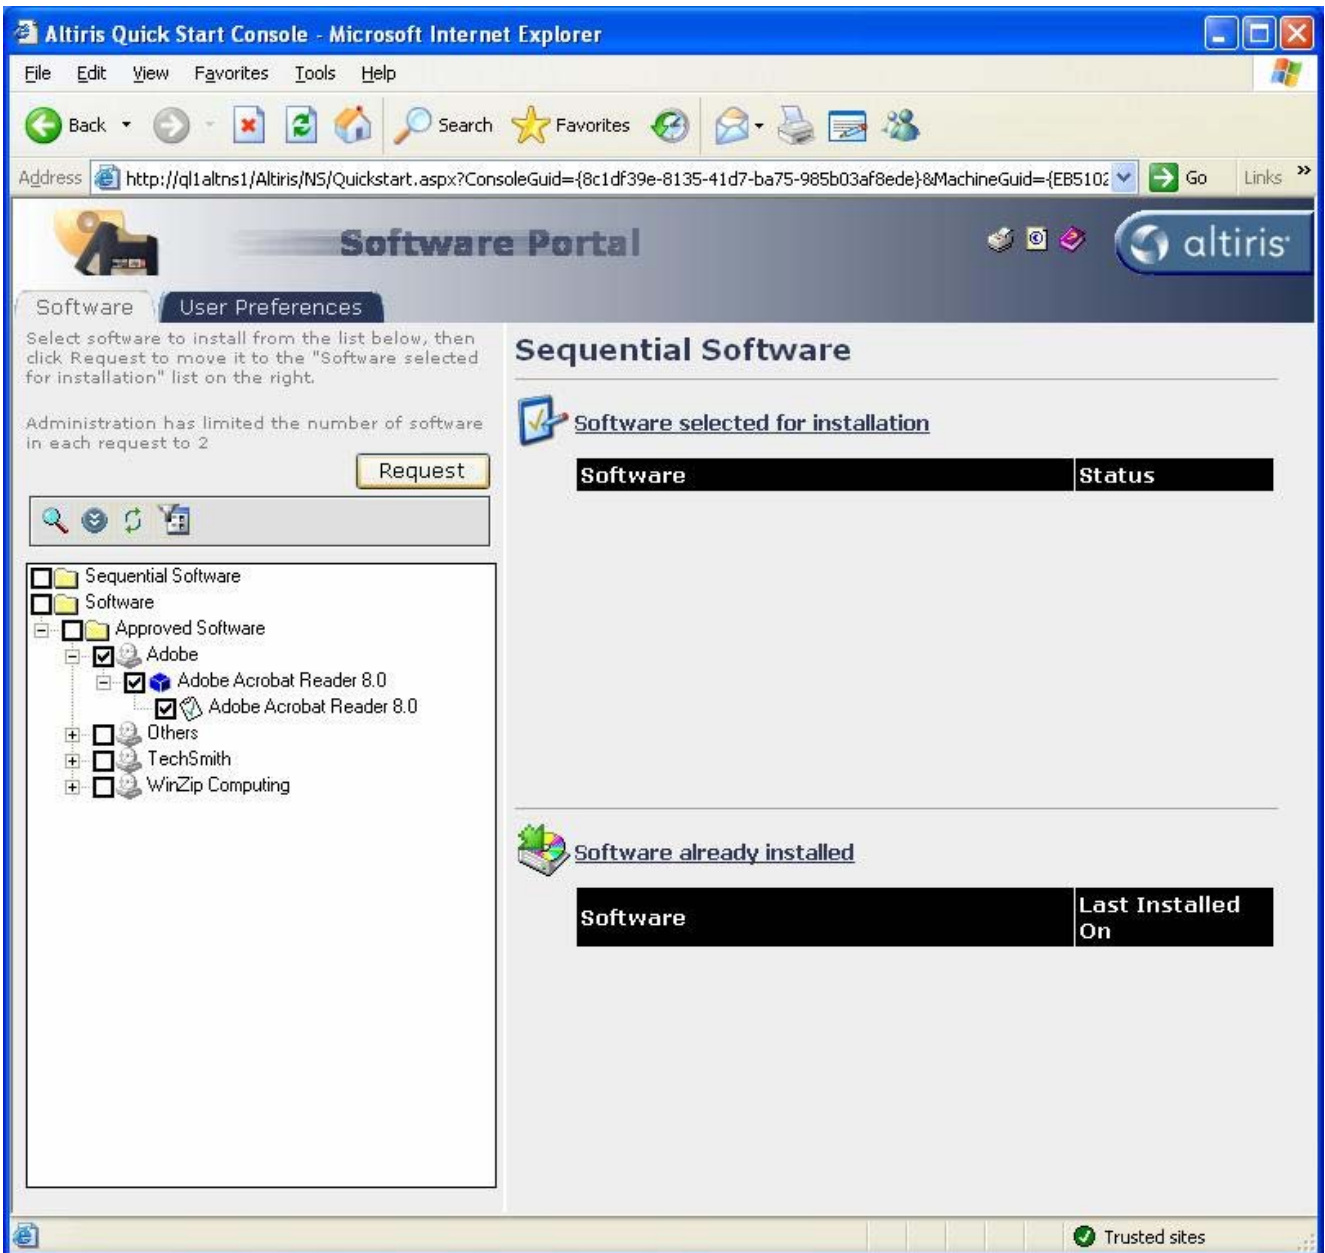 Altiris Quick Start Console - Microsoft Internet Explorer
File Edit View Favorites Tools Help
Back Search Favorites
Address http://ql1altns1/Altiris/NS/Quickstart.aspx?ConsoleGuid={8c1df39e-8135-41d7-ba75-985b03af8ede}&MachineGuid={EB5102 Go Links »
Software Portal
altiris
Software User Preferences
Select software to install from the list below, then
click Request to move it to the "Software selected
for installation" list on the right.
Administration has limited the number of software
in each request to 2
Request
Sequential Software
Software
Approved Software
Adobe
Adobe Acrobat Reader 8.0
Adobe Acrobat Reader 8.0
Others
TechSmith
WinZip Computing
Sequential Software
Software selected for installation
Software Status
Software already installed
Software Last Installed
On
Trusted sites